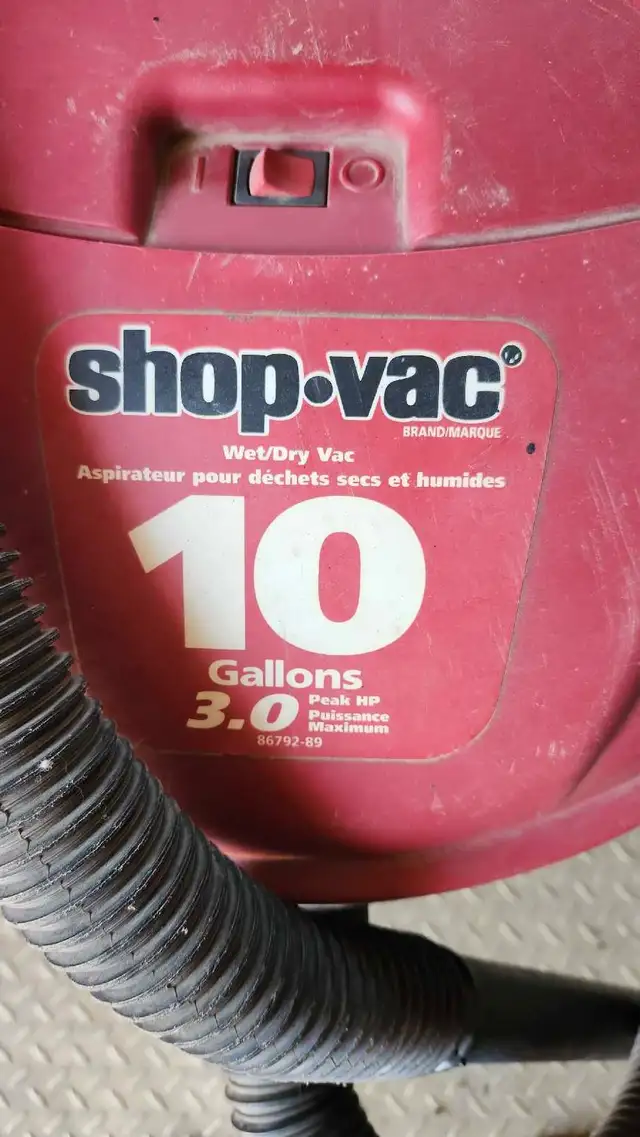 I O
shop•vac®
BRAND/MARQUE
Wet/Dry Vac
Aspirateur pour déchets secs et humides
10
Gallons
3.0 Peak HP
Puissance
Maximum
86792-89